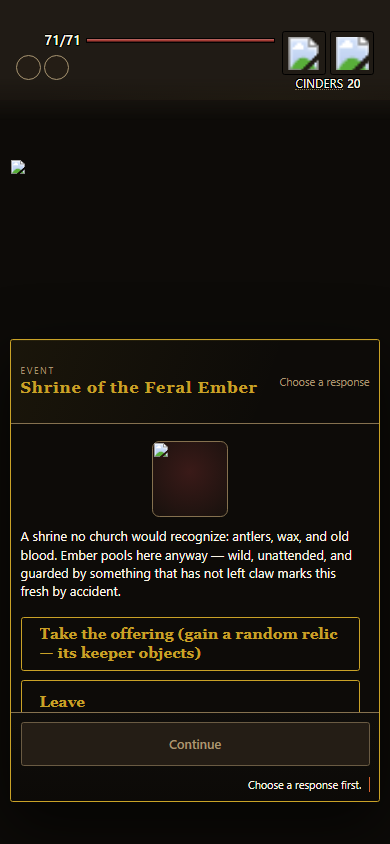 71/71
CINDERS 20
EVENT
Shrine of the Feral Ember
Choose a response
A shrine no church would recognize: antlers, wax, and old
blood. Ember pools here anyway — wild, unattended, and
guarded by something that has not left claw marks this
fresh by accident.
Take the offering (gain a random relic
— its keeper objects)
Leave
Continue
Choose a response first.